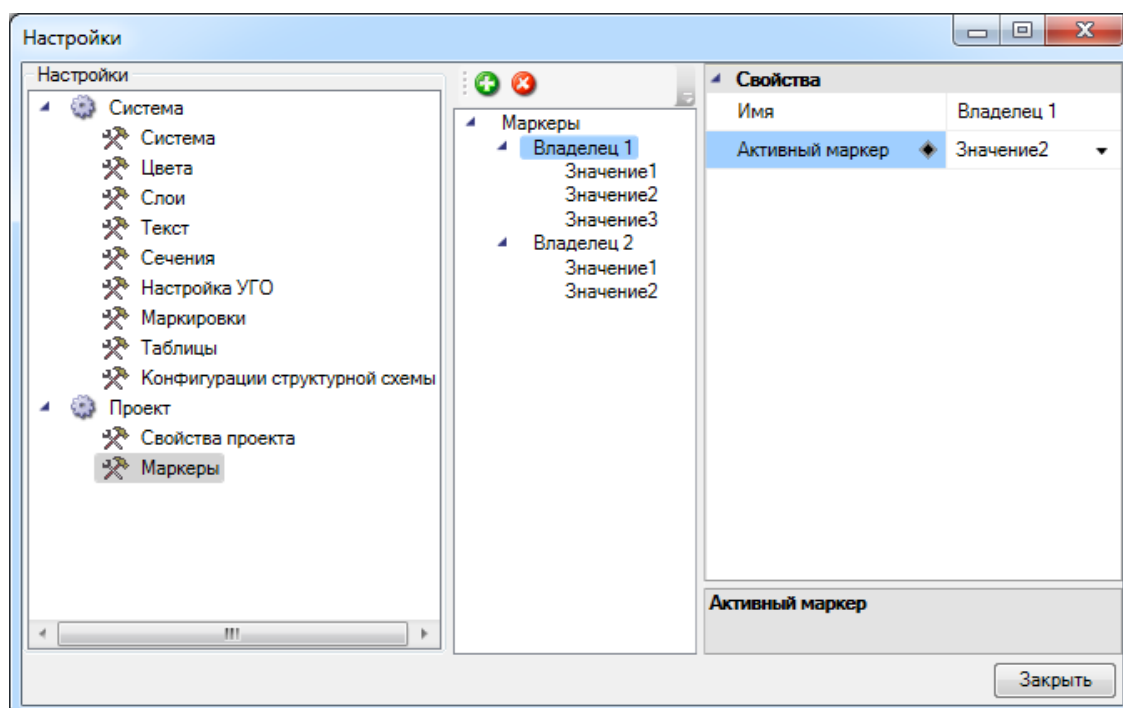 Настройки
Настройки
Система
Система
Цвета
Слои
Текст
Сечения
Настройка УГО
Маркировки
Таблицы
Конфигурации структурной схемы
Проект
Свойства проекта
Маркеры
Маркеры
Владелец 1
Значение1
Значение2
Значение3
Владелец 2
Значение1
Значение2
Свойства
Имя Владелец 1
Активный маркер Значение2
Активный маркер
Закрыть